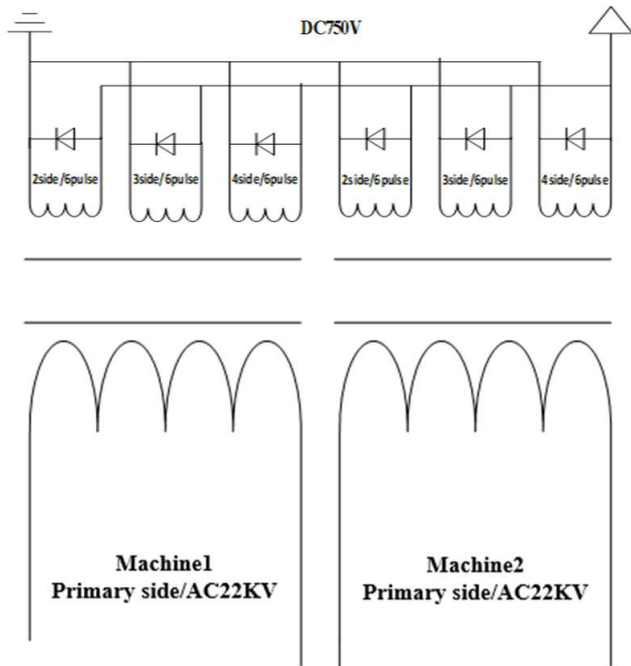 DC750V
2side/6pulse 3side/6pulse 4side/6pulse 2side/6pulse 3side/6pulse 4side/6pulse
Machine1
Primary side/AC22KV
Machine2
Primary side/AC22KV